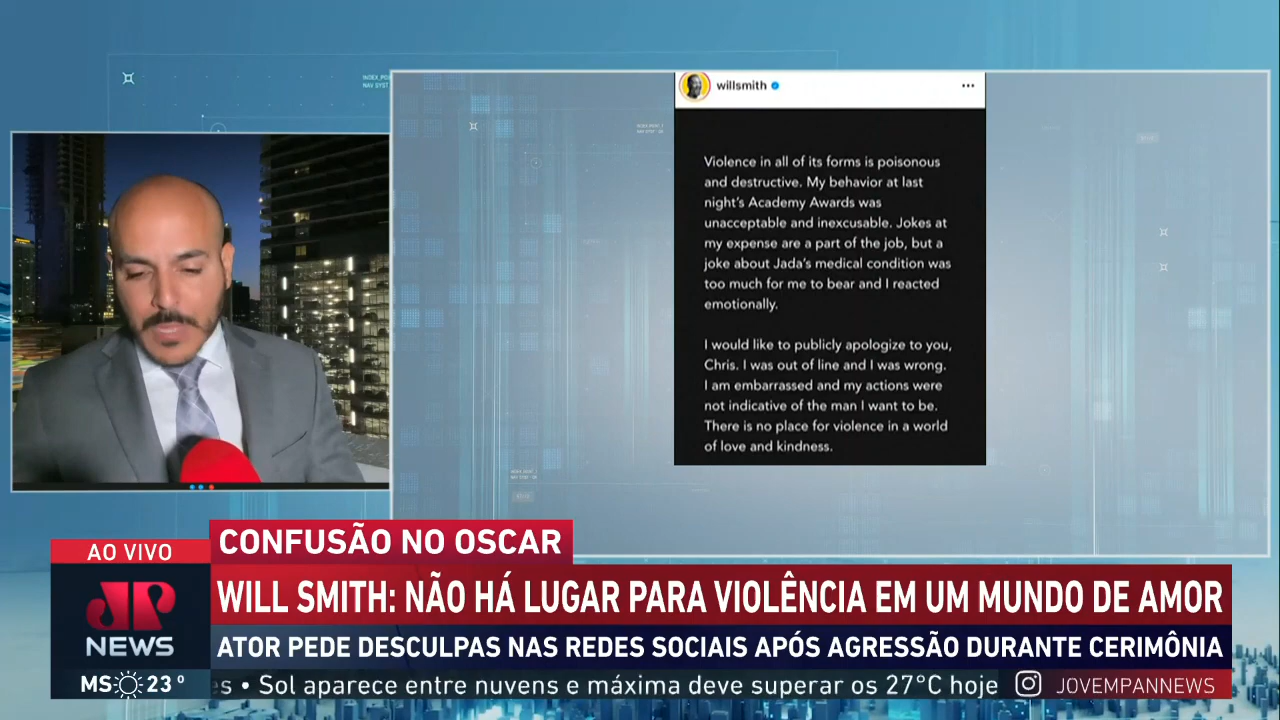 willsmith
Violence in all of its forms is poisonous
and destructive. My behavior at last
night's Academy Awards was
unacceptable and inexcusable. Jokes at
my expense are a part of the job, but a
joke about Jada's medical condition was
too much for me to bear and I reacted
emotionally.
I would like to publicly apologize to you,
Chris. I was out of line and I was wrong.
I am embarrassed and my actions were
not indicative of the man I want to be.
There is no place for violence in a world
of love and kindness.
CONFUSÃO NO OSCAR
AO VIVO
JP
NEWS
WILL SMITH: NÃO HÁ LUGAR PARA VIOLÊNCIA EM UM MUNDO DE AMOR
ATOR PEDE DESCULPAS NAS REDES SOCIAIS APÓS AGRESSÃO DURANTE CERIMÔNIA
MS 23 º
es • Sol aparece entre nuvens e máxima deve superar os 27°C hoje
JOVEMPANNEWS